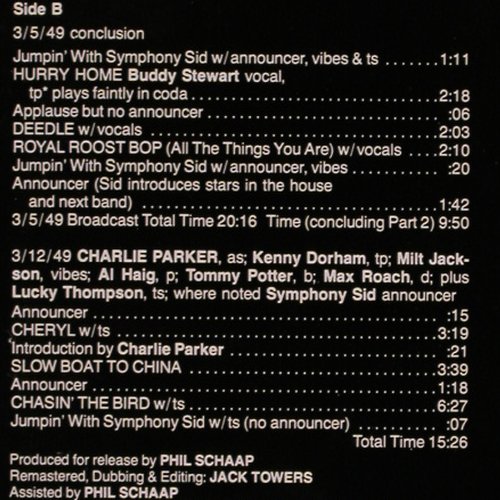 Side B
3/5/49 conclusion
Jumpin' With Symphony Sid w/announcer, vibes & ts .......1:11
HURRY HOME Buddy Stewart vocal,
tp* plays faintly in coda ...............................2:18
Applause but no announcer ............................... :06
DEEDLE w/vocals .........................................2:03
ROYAL ROOST BOP (All The Things You Are) w/vocals ...2:10
Jumpin' With Symphony Sid w/announcer, vibes ........... :20
Announcer (Sid introduces stars in the house
and next band) ..........................................1:42
3/5/49 Broadcast Total Time 20:16 Time (concluding Part 2) 9:50
3/12/49 CHARLIE PARKER, as; Kenny Dorham, tp; Milt Jack-
son, vibes; Al Haig, p; Tommy Potter, b; Max Roach, d; plus
Lucky Thompson, ts; where noted Symphony Sid announcer
Announcer ............................................... :15
CHERYL w/ts .............................................3:19
Introduction by Charlie Parker .......................... :21
SLOW BOAT TO CHINA ......................................3:39
Announcer ...............................................1:18
CHASIN' THE BIRD w/ts ...................................6:27
Jumpin' With Symphony Sid w/ts (no announcer) .......... :07
Total Time 15:26
Produced for release by PHIL SCHAAP
Remastered, Dubbing & Editing: JACK TOWERS
Assisted by PHIL SCHAAP